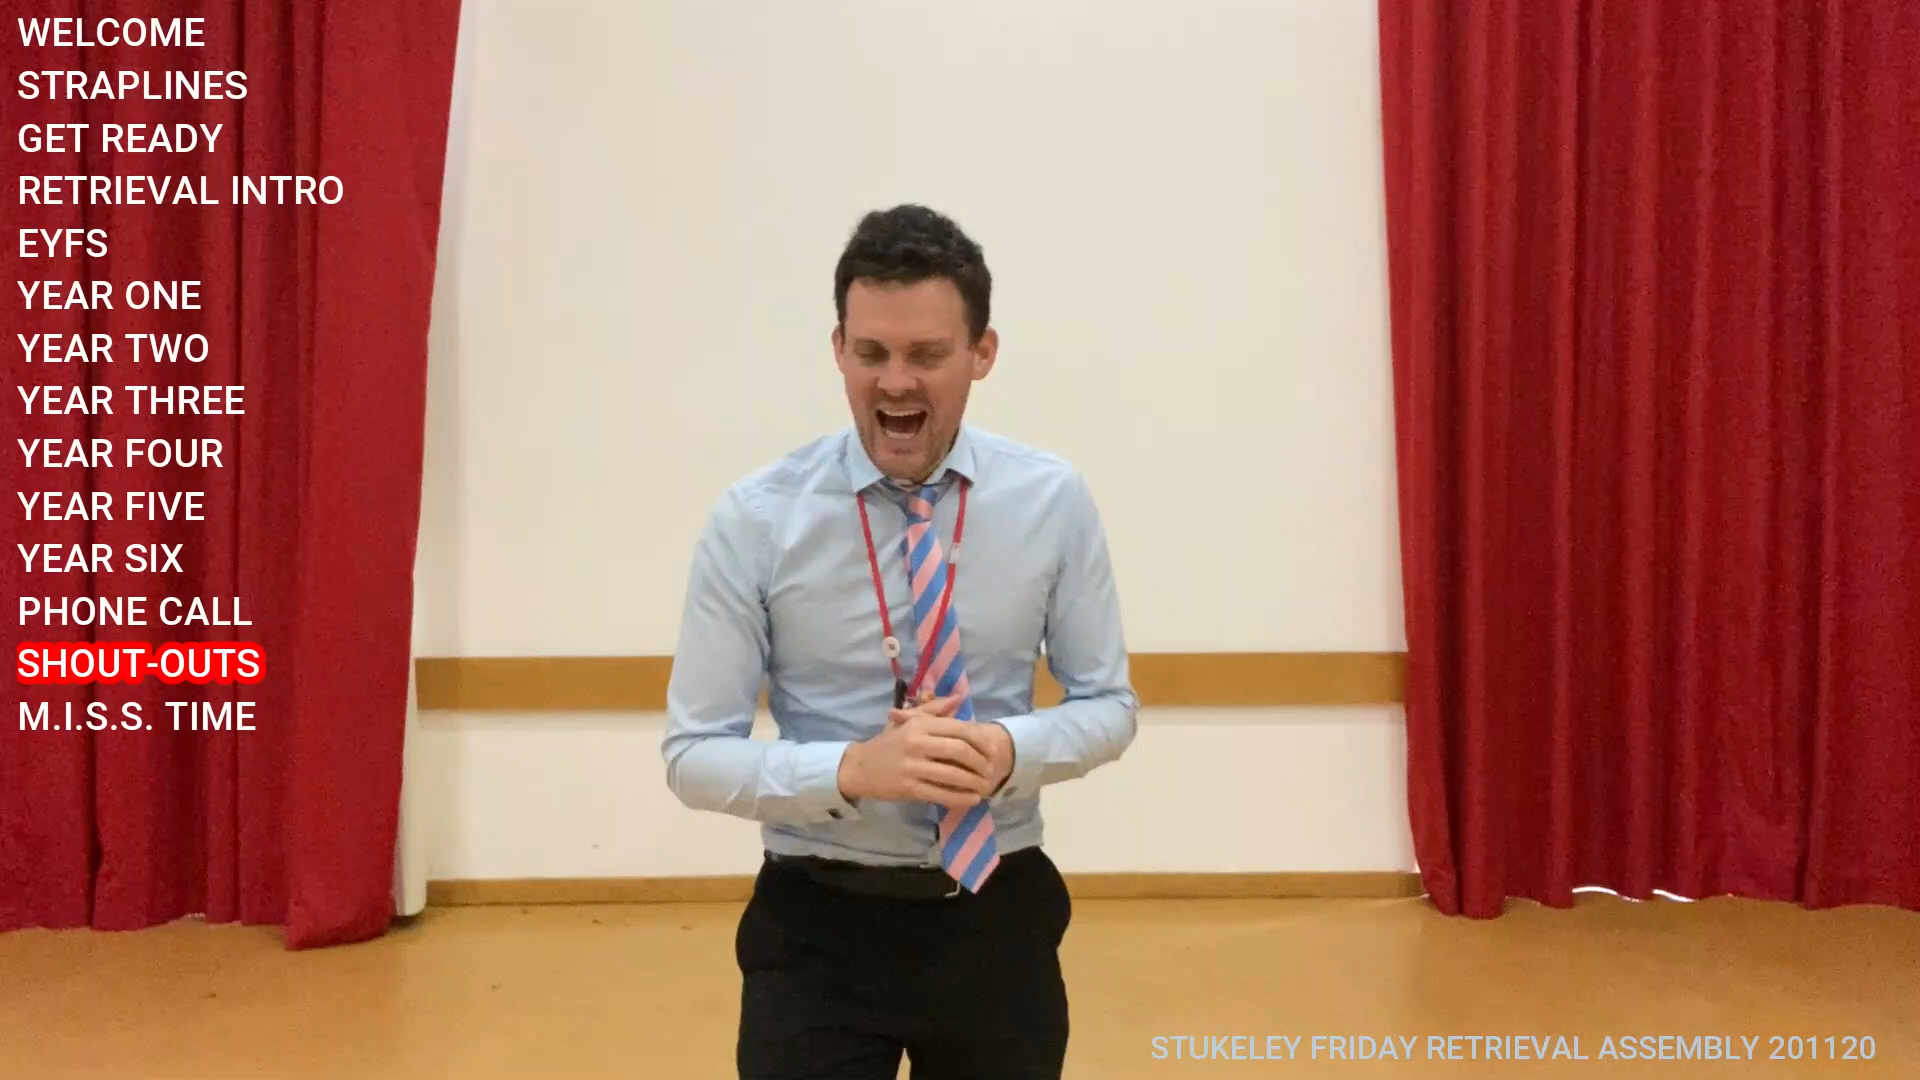 WELCOME
STRAPLINES
GET READY
RETRIEVAL INTRO
EYFS
YEAR ONE
YEAR TWO
YEAR THREE
YEAR FOUR
YEAR FIVE
YEAR SIX
PHONE CALL
SHOUT-OUTS
M.I.S.S. TIME
STUKELEY FRIDAY RETRIEVAL ASSEMBLY 201120